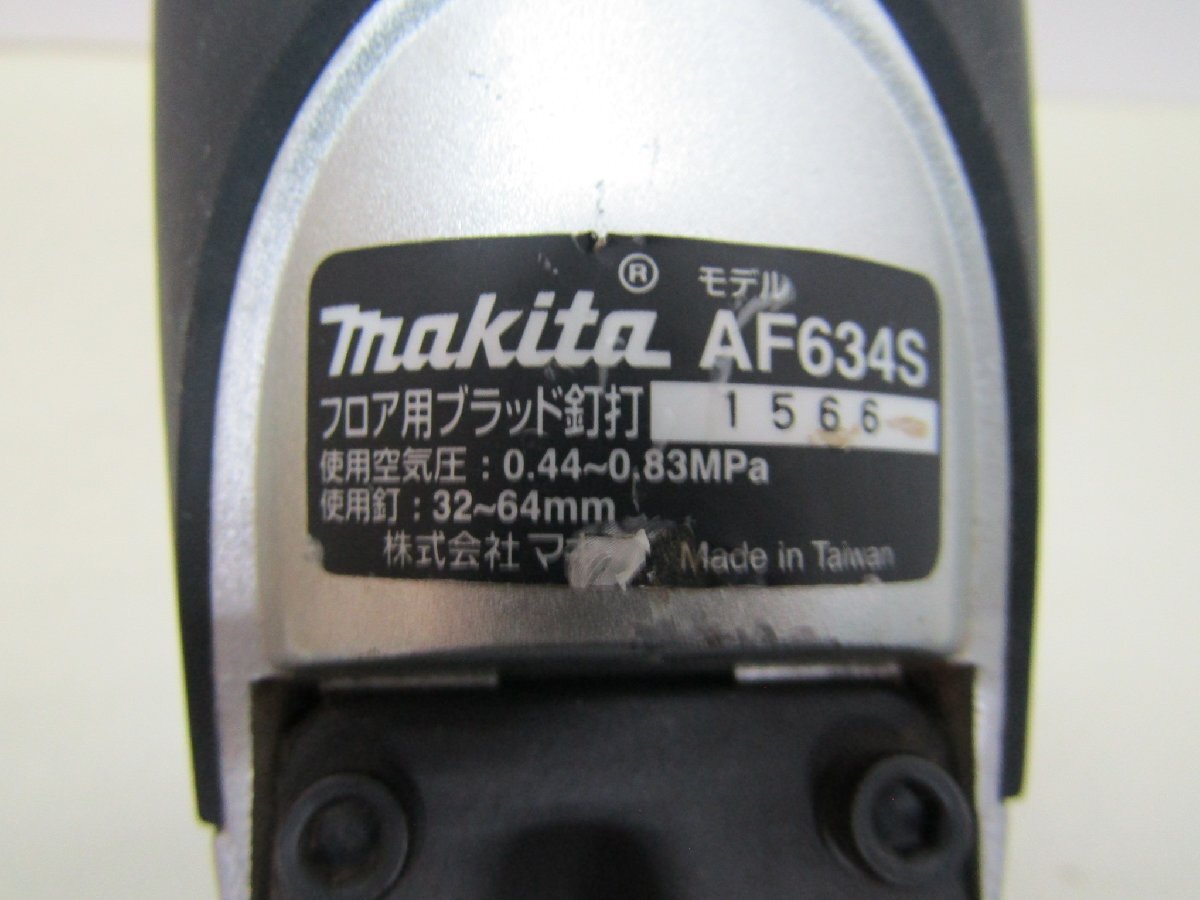 makita® モデル AF634S
フロア用ブラッド釘打 1566
使用空気圧:0.44~0.83MPa
使用釘:32~64mm
株式会社 Made in Taiwan